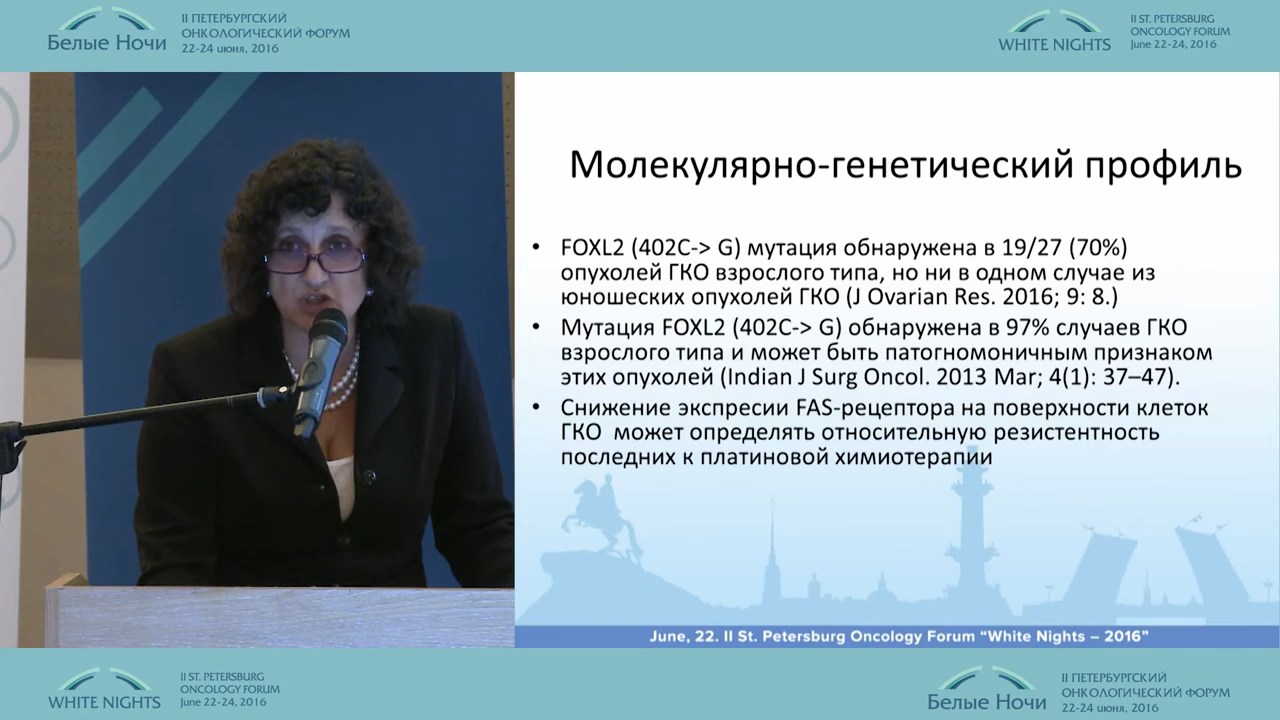 II ПЕТЕРБУРГСКИЙ
ОНКОЛОГИЧЕСКИЙ ФОРУМ
Белые Ночи
22-24 июня, 2016
II ST. PETERSBURG
ONCOLOGY FORUM
WHITE NIGHTS
June 22-24, 2016
Молекулярно-генетический профиль
• FOXL2 (402C-> G) мутация обнаружена в 19/27 (70%)
опухолей ГКО взрослого типа, но ни в одном случае из
юношеских опухолей ГКО (J Ovarian Res. 2016; 9: 8.)
• Мутация FOXL2 (402C-> G) обнаружена в 97% случаев ГКО
взрослого типа и может быть патогномоничным признаком
этих опухолей (Indian J Surg Oncol. 2013 Mar; 4(1): 37–47).
• Снижение экспресии FAS-рецептора на поверхности клеток
ГКО может определять относительную резистентность
последних к платиновой химиотерапии
June, 22. II St. Petersburg Oncology Forum “White Nights – 2016”
II ST. PETERSBURG
ONCOLOGY FORUM
WHITE NIGHTS
June 22-24, 2016
II ПЕТЕРБУРГСКИЙ
ОНКОЛОГИЧЕСКИЙ ФОРУМ
Белые Ночи
22-24 июня, 2016